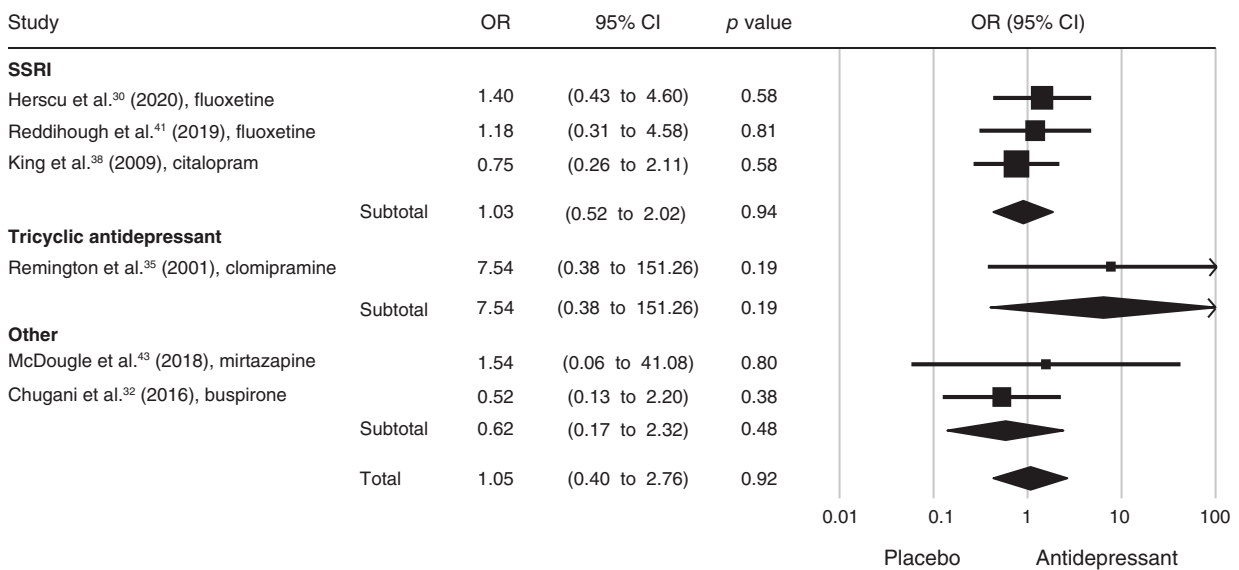 Study OR 95% CI p value OR (95% CI)
SSRI
Herscu et al.³⁰ (2020), fluoxetine 1.40 (0.43 to 4.60) 0.58
Reddihough et al.⁴¹ (2019), fluoxetine 1.18 (0.31 to 4.58) 0.81
King et al.³⁸ (2009), citalopram 0.75 (0.26 to 2.11) 0.58
Subtotal 1.03 (0.52 to 2.02) 0.94
Tricyclic antidepressant
Remington et al.³⁵ (2001), clomipramine 7.54 (0.38 to 151.26) 0.19
Subtotal 7.54 (0.38 to 151.26) 0.19
Other
McDougle et al.⁴³ (2018), mirtazapine 1.54 (0.06 to 41.08) 0.80
Chugani et al.³² (2016), buspirone 0.52 (0.13 to 2.20) 0.38
Subtotal 0.62 (0.17 to 2.32) 0.48
Total 1.05 (0.40 to 2.76) 0.92
0.01 0.1 1 10 100
Placebo Antidepressant